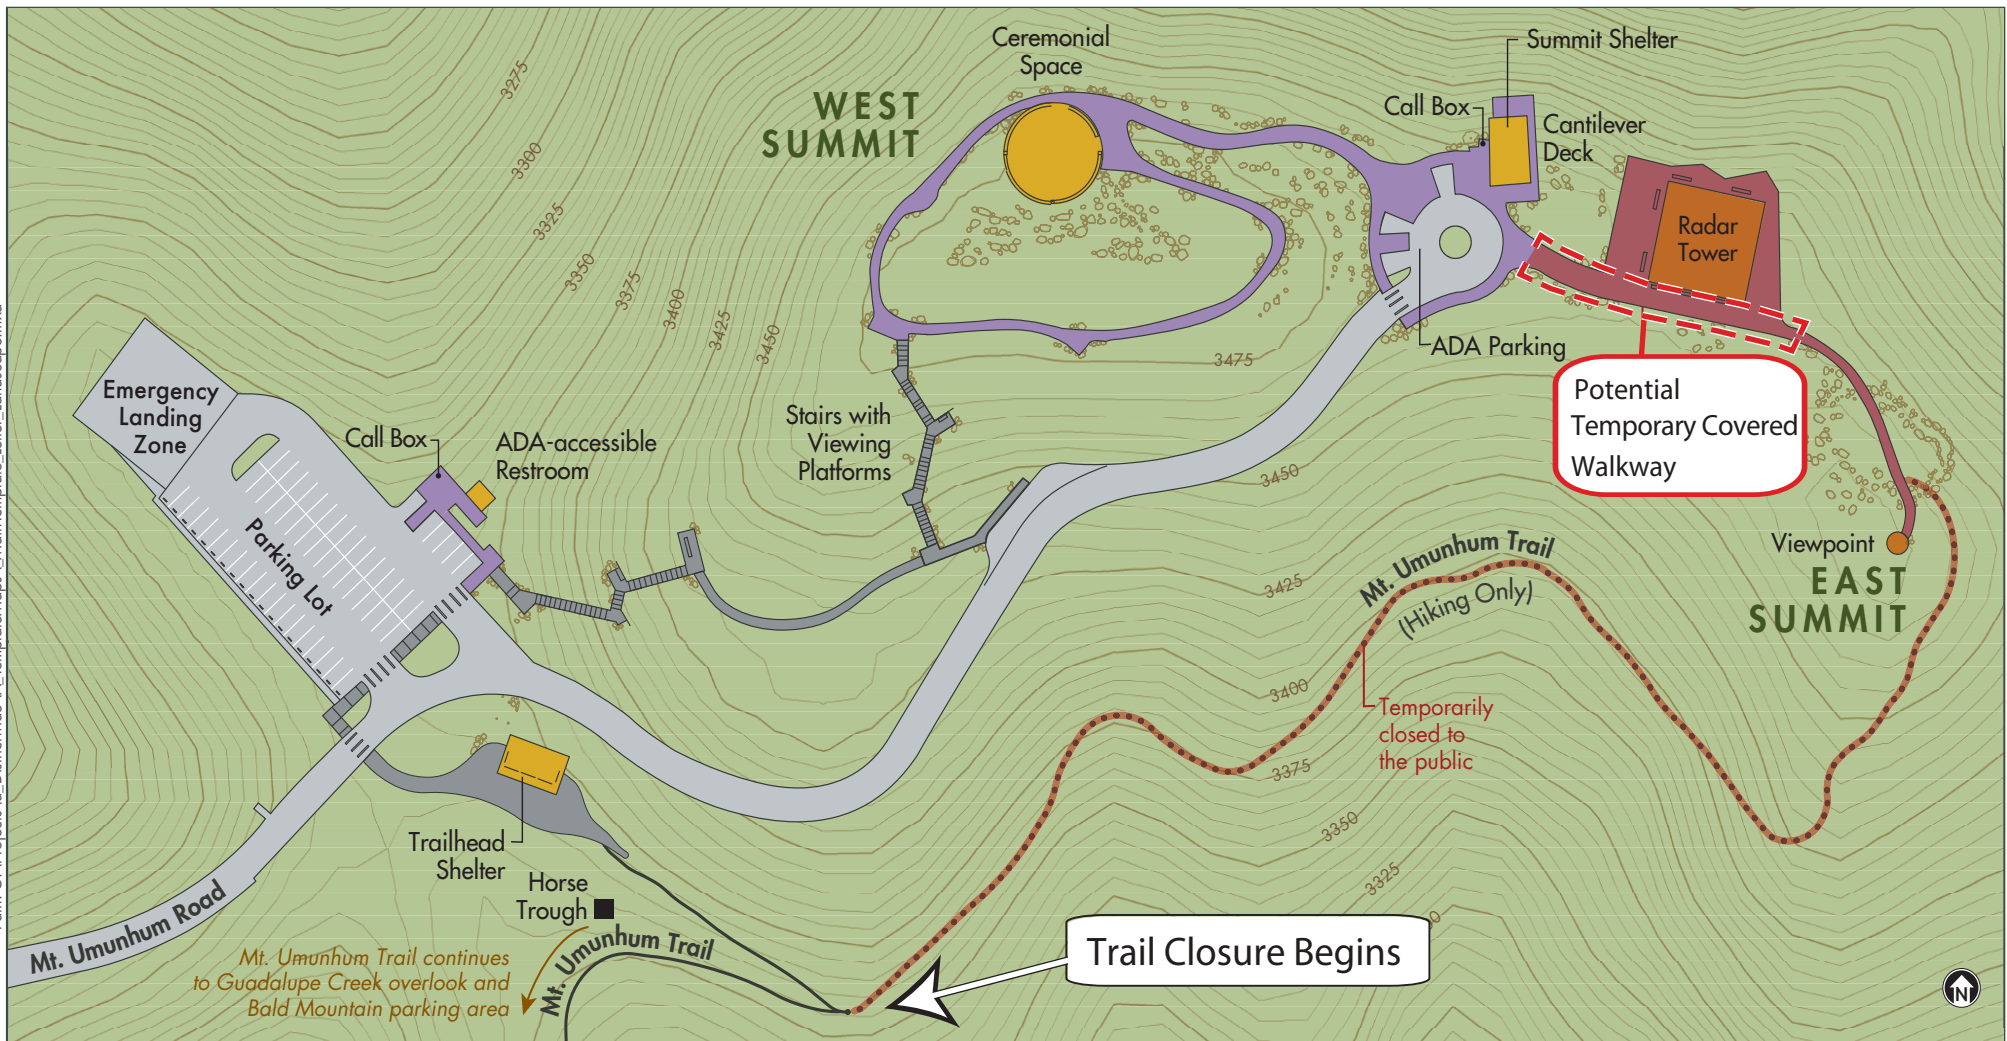 Ceremonial
Space
WEST
SUMMIT
Summit Shelter
Call Box
Cantilever
Deck
Radar
Tower
ADA Parking
Potential
Temporary Covered
Walkway
Viewpoint
EAST
SUMMIT
Emergency
Landing
Zone
Call Box
ADA-accessible
Restroom
Parking Lot
Stairs with
Viewing
Platforms
Mt. Umunhum Trail
(Hiking Only)
Temporarily
closed to
the public
Trailhead
Shelter
Horse
Trough
Mt. Umunhum Road
Mt. Umunhum Trail
Mt. Umunhum Trail continues
to Guadalupe Creek overlook and
Bald Mountain parking area
Trail Closure Begins
N
3275
3300
3325
3350
3375
3400
3425
3450
3475
3450
3425
3400
3375
3350
3325